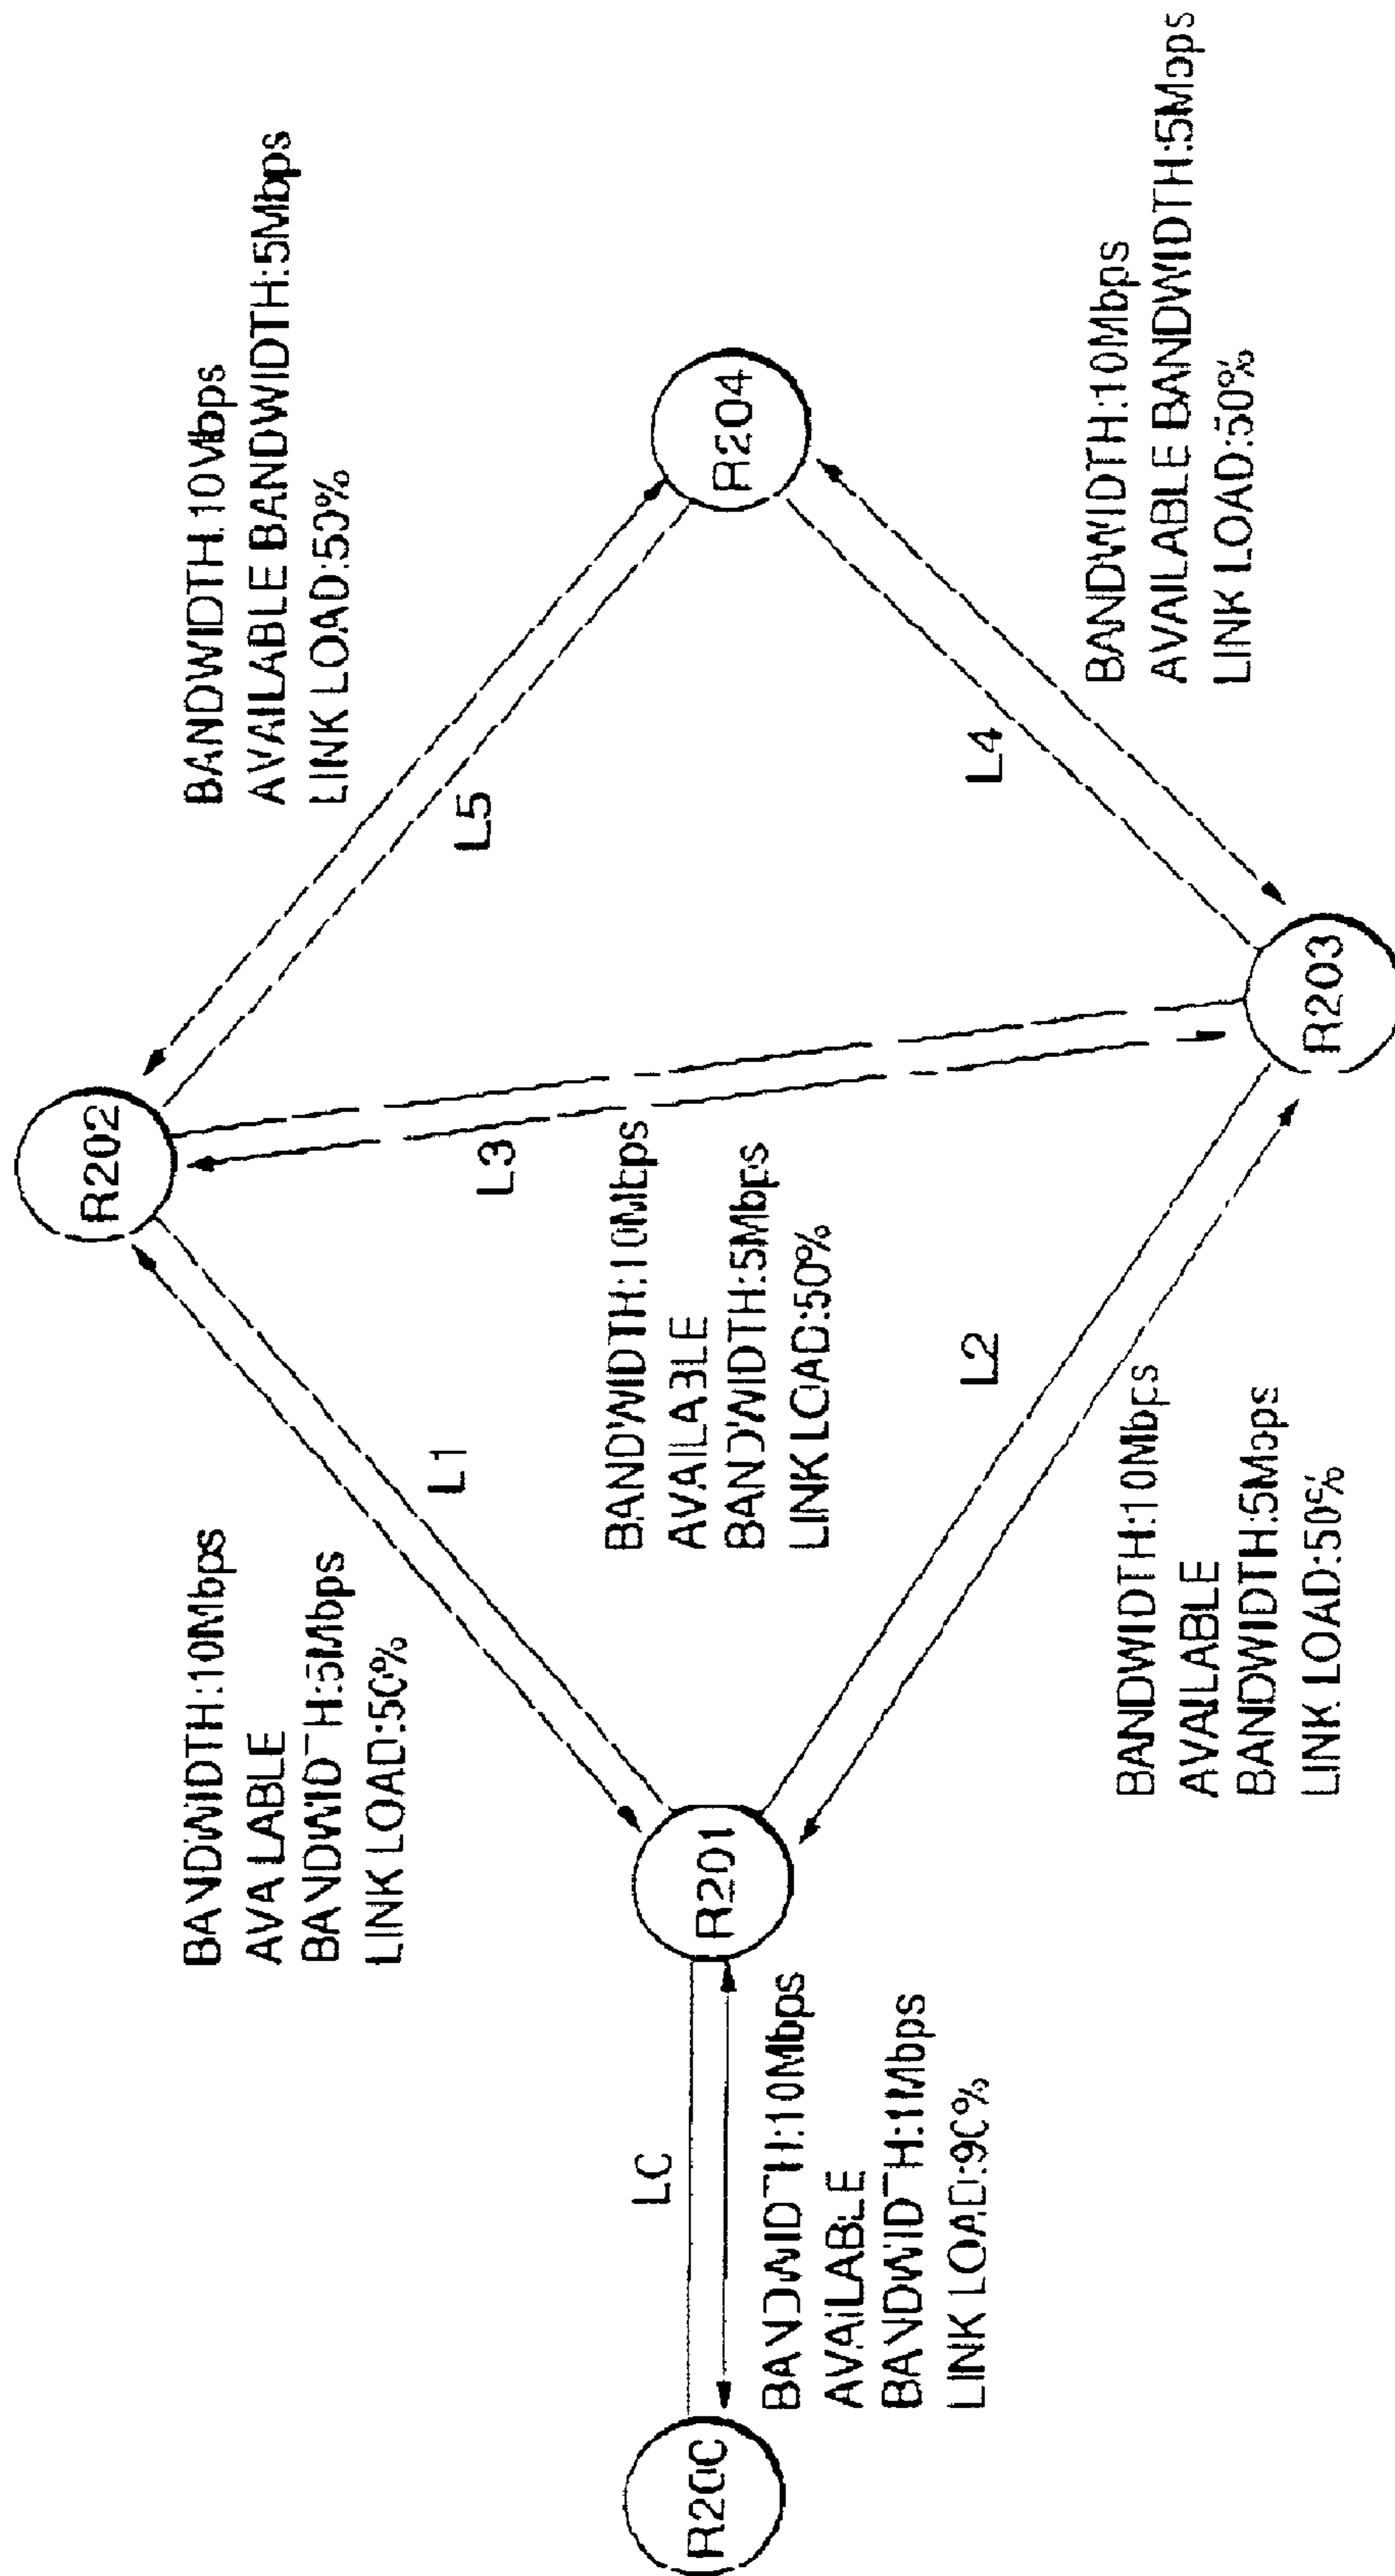 R200
L0
BANDWIDTH:10Mbps
AVAILABLE
BANDWIDTH:1Mbps
LINK LOAD:90%
R201
BANDWIDTH:10Mbps
AVAILABLE
BANDWIDTH:5Mbps
LINK LOAD:50%
L1
R202
L3
BANDWIDTH:10Mbps
AVAILABLE
BANDWIDTH:5Mbps
LINK LOAD:50%
L2
BANDWIDTH:10Mbps
AVAILABLE
BANDWIDTH:5Mbps
LINK LOAD:50%
R203
BANDWIDTH:10Mbps
AVAILABLE BANDWIDTH:5Mbps
LINK LOAD:50%
L5
R204
L4
BANDWIDTH:10Mbps
AVAILABLE BANDWIDTH:5Mbps
LINK LOAD:50%